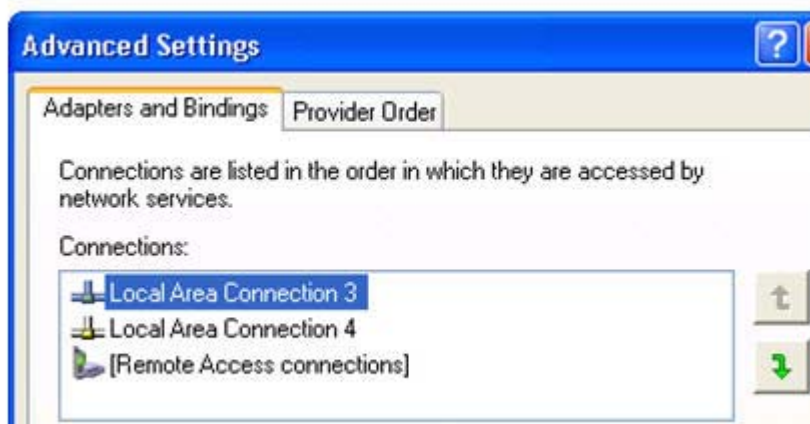 Advanced Settings
?
Adapters and Bindings Provider Order
Connections are listed in the order in which they are accessed by
network services.
Connections:
Local Area Connection 3
Local Area Connection 4
[Remote Access connections]